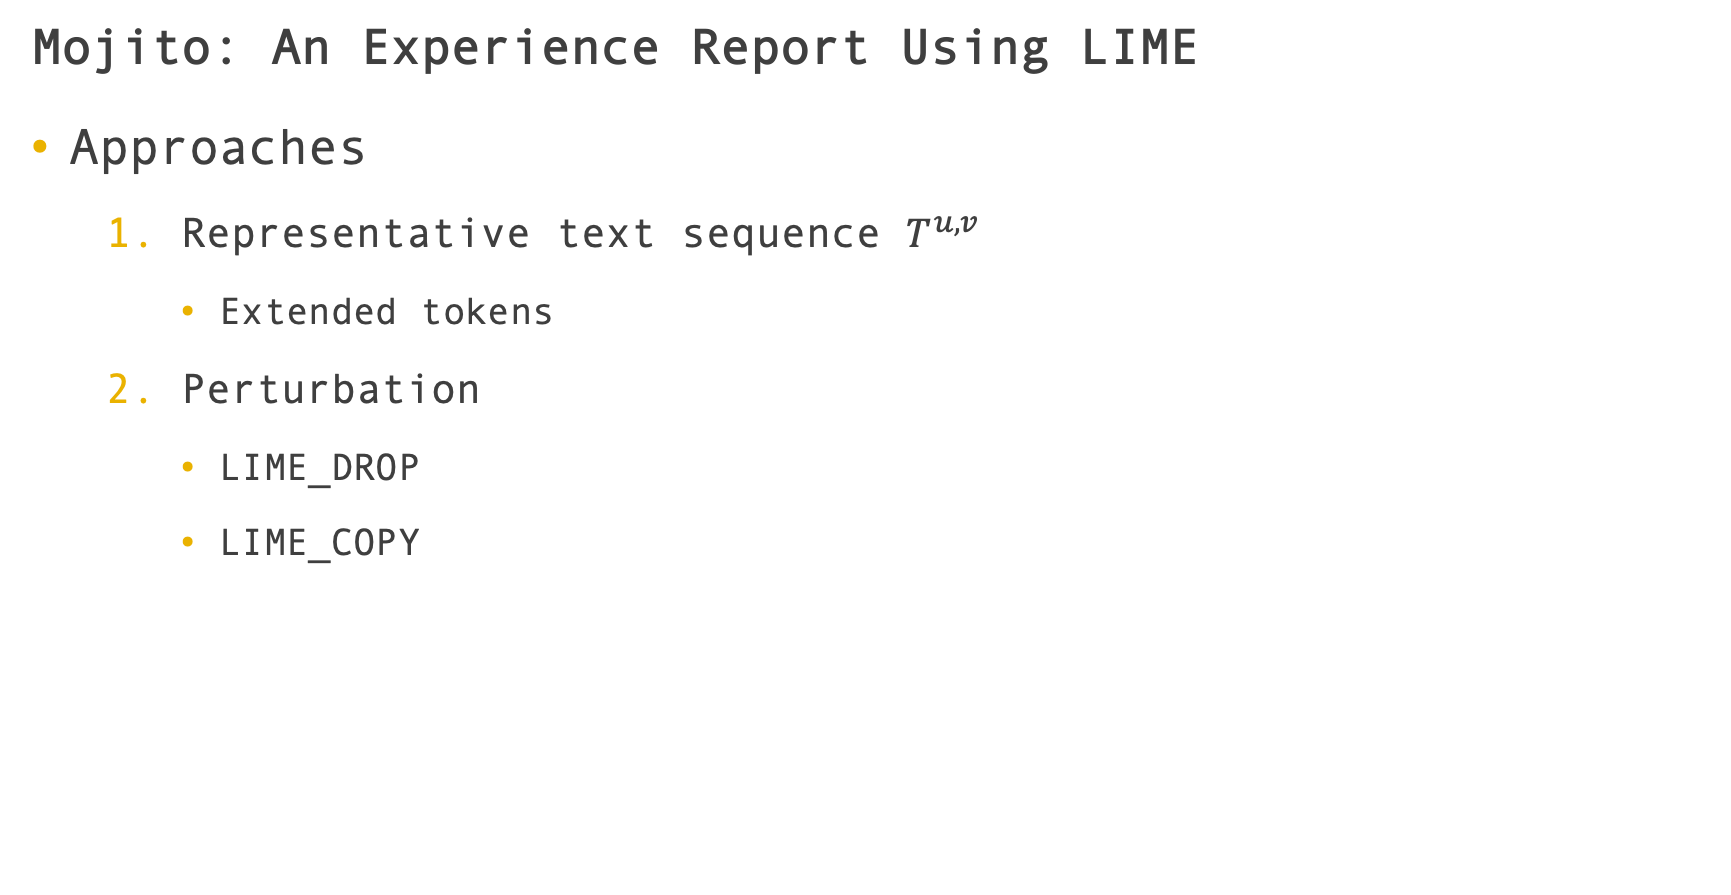 Mojito: An Experience Report Using LIME
• Approaches
1. Representative text sequence 𝑇^{𝑢,𝑣}
• Extended tokens
2. Perturbation
• LIME_DROP
• LIME_COPY